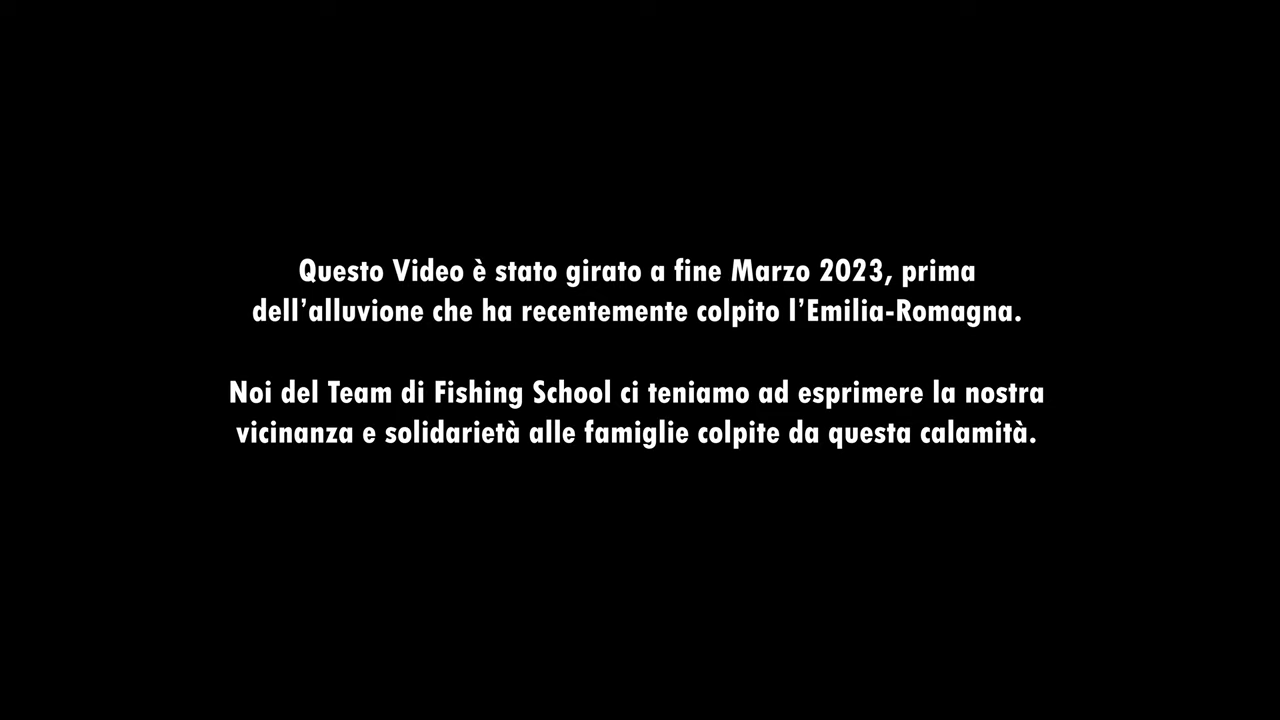 Questo Video è stato girato a fine Marzo 2023, prima
dell’alluvione che ha recentemente colpito l’Emilia-Romagna.
Noi del Team di Fishing School ci teniamo ad esprimere la nostra
vicinanza e solidarietà alle famiglie colpite da questa calamità.